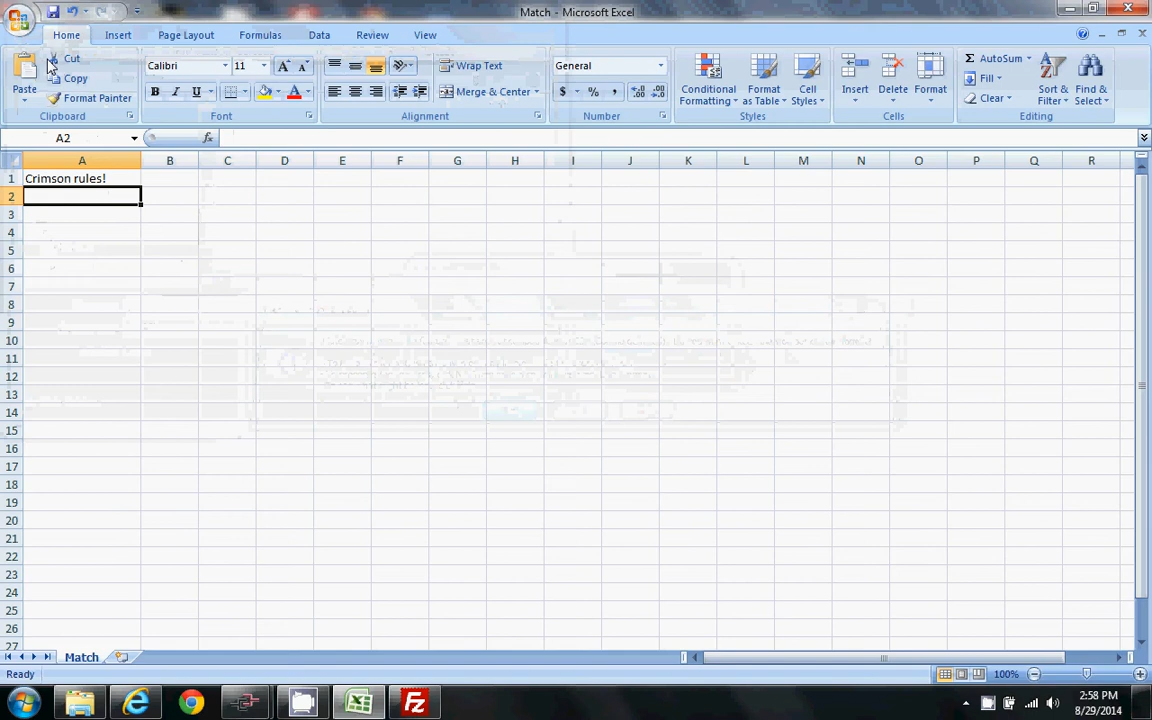 Match - Microsoft Excel
Home Insert Page Layout Formulas Data Review View
Paste
Cut
Copy
Format Painter
Clipboard
Calibri 11
B I U
Font
Wrap Text
Merge & Center
Alignment
General
$ % ,
Number
Conditional Formatting
Format as Table
Cell Styles
Styles
Insert Delete Format
Cells
Σ AutoSum
Fill
Clear
Sort & Filter
Find & Select
Editing
A2 fx
A B C D E F G H I J K L M N O P Q R
1 Crimson rules!
2
3
4
5
6
7
8
9
10
11
12
13
14
15
16
17
18
19
20
21
22
23
24
25
26
27
Match
Ready 100%
2:58 PM
8/29/2014